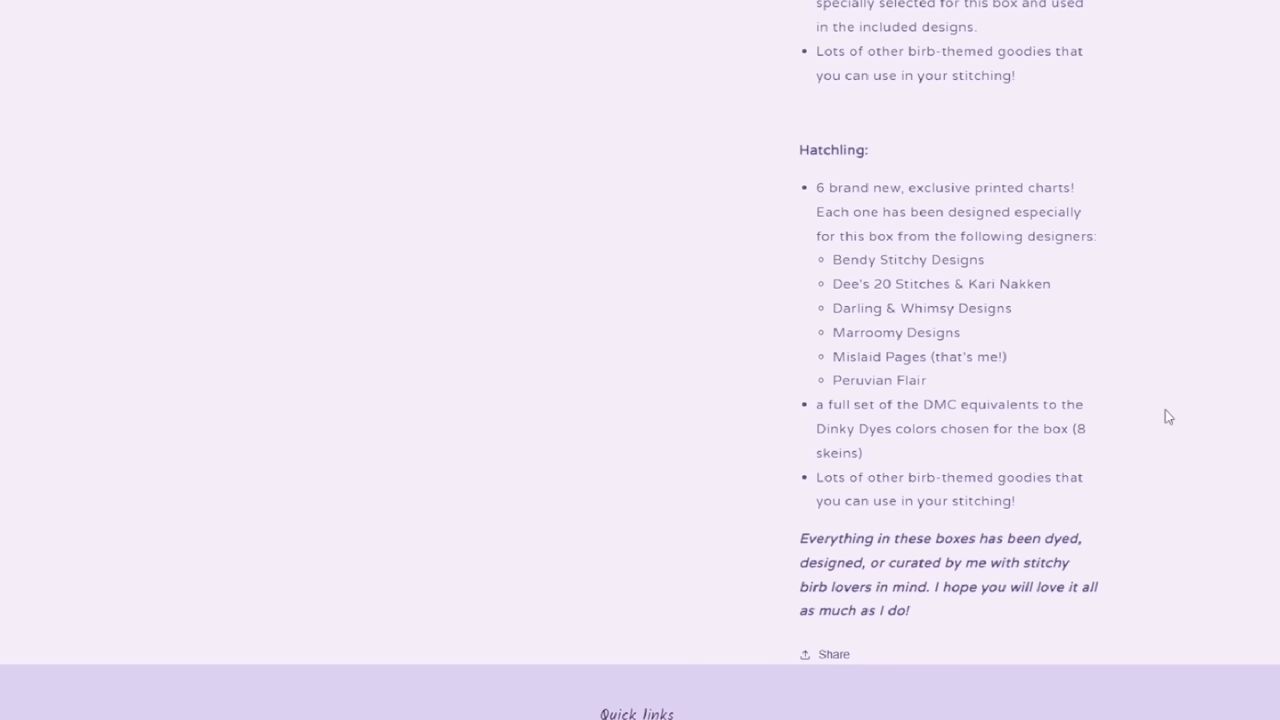 specially selected for this box and used
in the included designs.
• Lots of other birb-themed goodies that
you can use in your stitching!
Hatchling:
• 6 brand new, exclusive printed charts!
Each one has been designed especially
for this box from the following designers:
◦ Bendy Stitchy Designs
◦ Dee's 20 Stitches & Kari Nakken
◦ Darling & Whimsy Designs
◦ Marroomy Designs
◦ Mislaid Pages (that's me!)
◦ Peruvian Flair
• a full set of the DMC equivalents to the
Dinky Dyes colors chosen for the box (8
skeins)
• Lots of other birb-themed goodies that
you can use in your stitching!
Everything in these boxes has been dyed,
designed, or curated by me with stitchy
birb lovers in mind. I hope you will love it all
as much as I do!
Share
Quick links